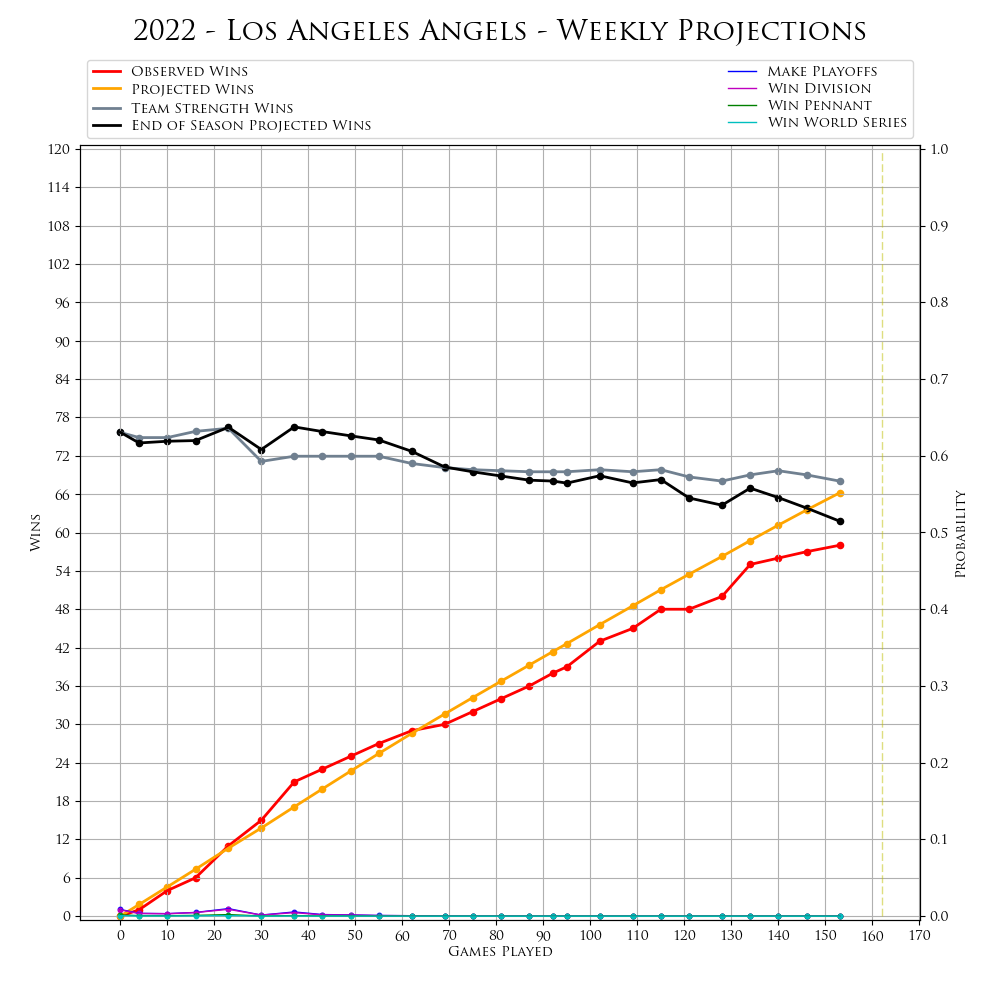 2022 - Los Angeles Angels - Weekly Projections
Observed Wins
Projected Wins
Team Strength Wins
End of Season Projected Wins
Make Playoffs
Win Division
Win Pennant
Win World Series
120
114
108
102
96
90
84
78
72
66
60
54
48
42
36
30
24
18
12
6
0
Wins
1.0
0.9
0.8
0.7
0.6
0.5
0.4
0.3
0.2
0.1
0.0
Probability
0 10 20 30 40 50 60 70 80 90 100 110 120 130 140 150 160 170
Games Played